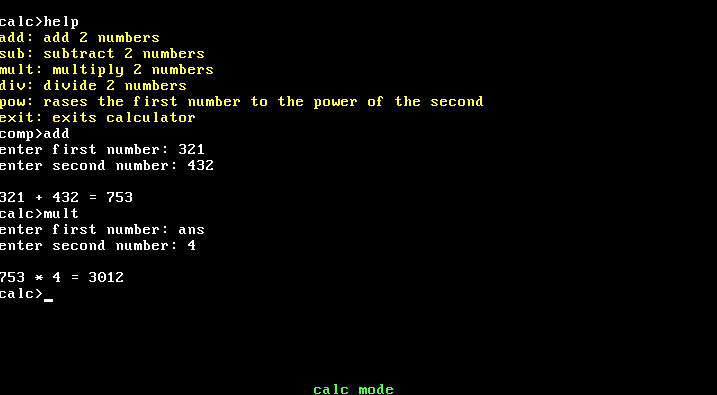 calc>help
add: add 2 numbers
sub: subtract 2 numbers
mult: multiply 2 numbers
div: divide 2 numbers
pow: rases the first number to the power of the second
exit: exits calculator
comp>add
enter first number: 321
enter second number: 432
321 + 432 = 753
calc>mult
enter first number: ans
enter second number: 4
753 * 4 = 3012
calc>_
calc mode